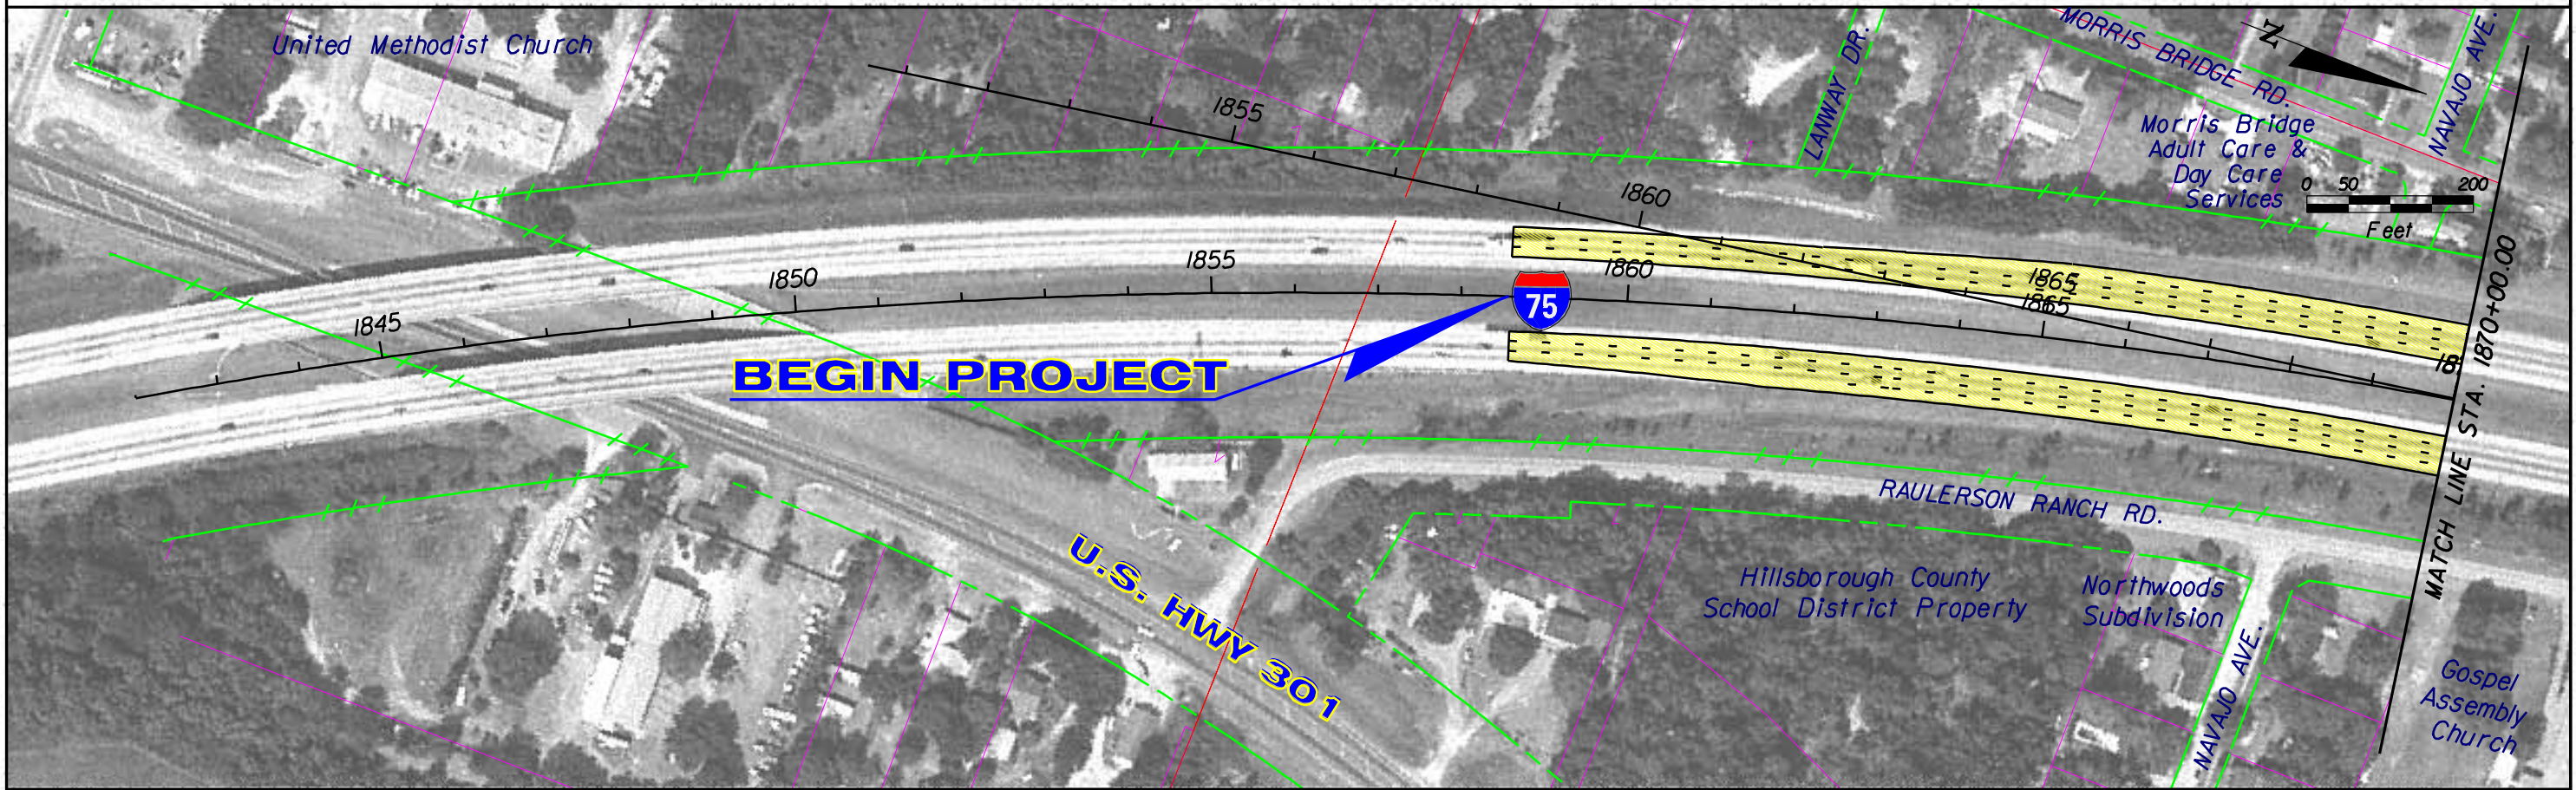 United Methodist Church
1855
LANWAY DR.
MORRIS BRIDGE RD.
N
NAVAJO AVE.
Morris Bridge
Adult Care &
Day Care
Services
0 50 200
Feet
1860
1845
1850
1855
1860
1865
1865
75
BEGIN PROJECT
MATCH LINE STA. 1870+00.00
RAULERSON RANCH RD.
U.S. HWY 301
Hillsborough County
School District Property
Northwoods
Subdivision
NAVAJO AVE.
Gospel
Assembly
Church